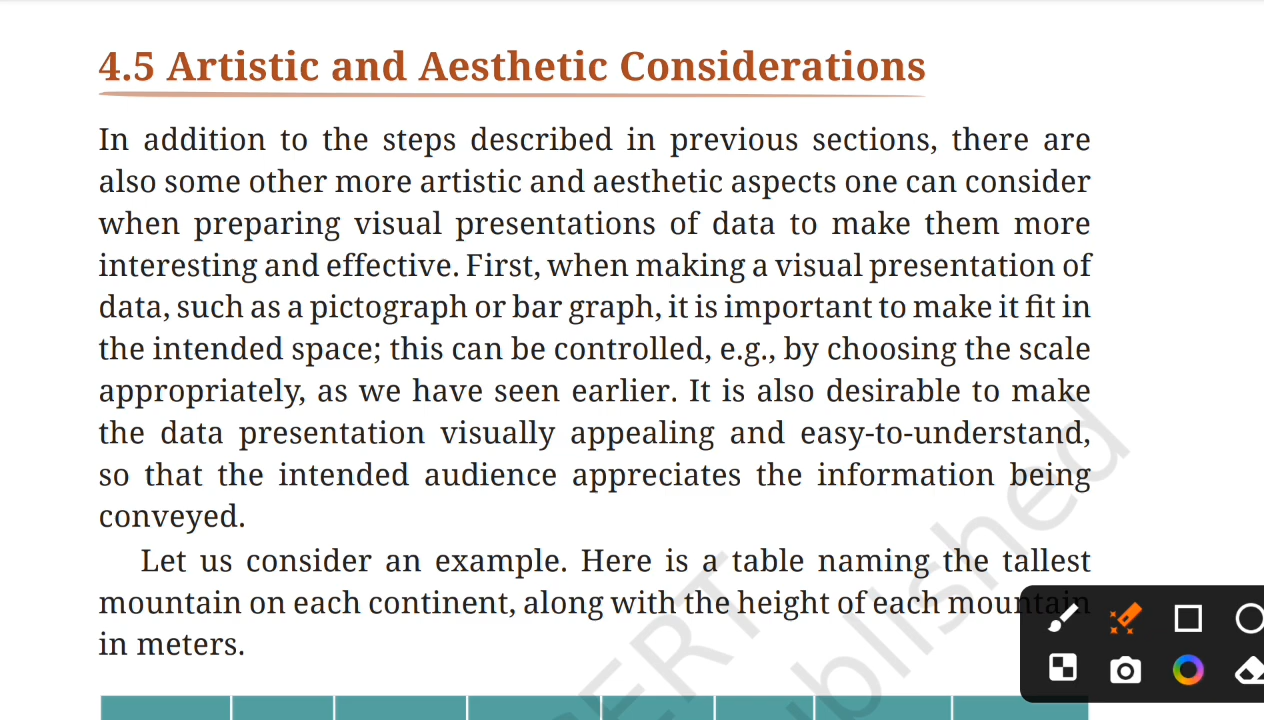 4.5 Artistic and Aesthetic Considerations
In addition to the steps described in previous sections, there are
also some other more artistic and aesthetic aspects one can consider
when preparing visual presentations of data to make them more
interesting and effective. First, when making a visual presentation of
data, such as a pictograph or bar graph, it is important to make it fit in
the intended space; this can be controlled, e.g., by choosing the scale
appropriately, as we have seen earlier. It is also desirable to make
the data presentation visually appealing and easy-to-understand,
so that the intended audience appreciates the information being
conveyed.
Let us consider an example. Here is a table naming the tallest
mountain on each continent, along with the height of each mountain
in meters.